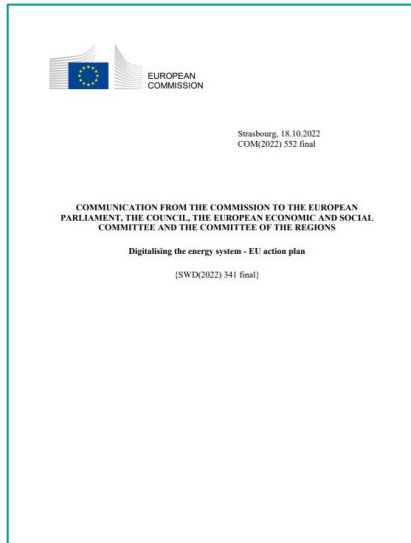 EUROPEAN
COMMISSION
Strasbourg, 18.10.2022
COM(2022) 552 final
COMMUNICATION FROM THE COMMISSION TO THE EUROPEAN
PARLIAMENT, THE COUNCIL, THE EUROPEAN ECONOMIC AND SOCIAL
COMMITTEE AND THE COMMITTEE OF THE REGIONS
Digitalising the energy system - EU action plan
{SWD(2022) 341 final}